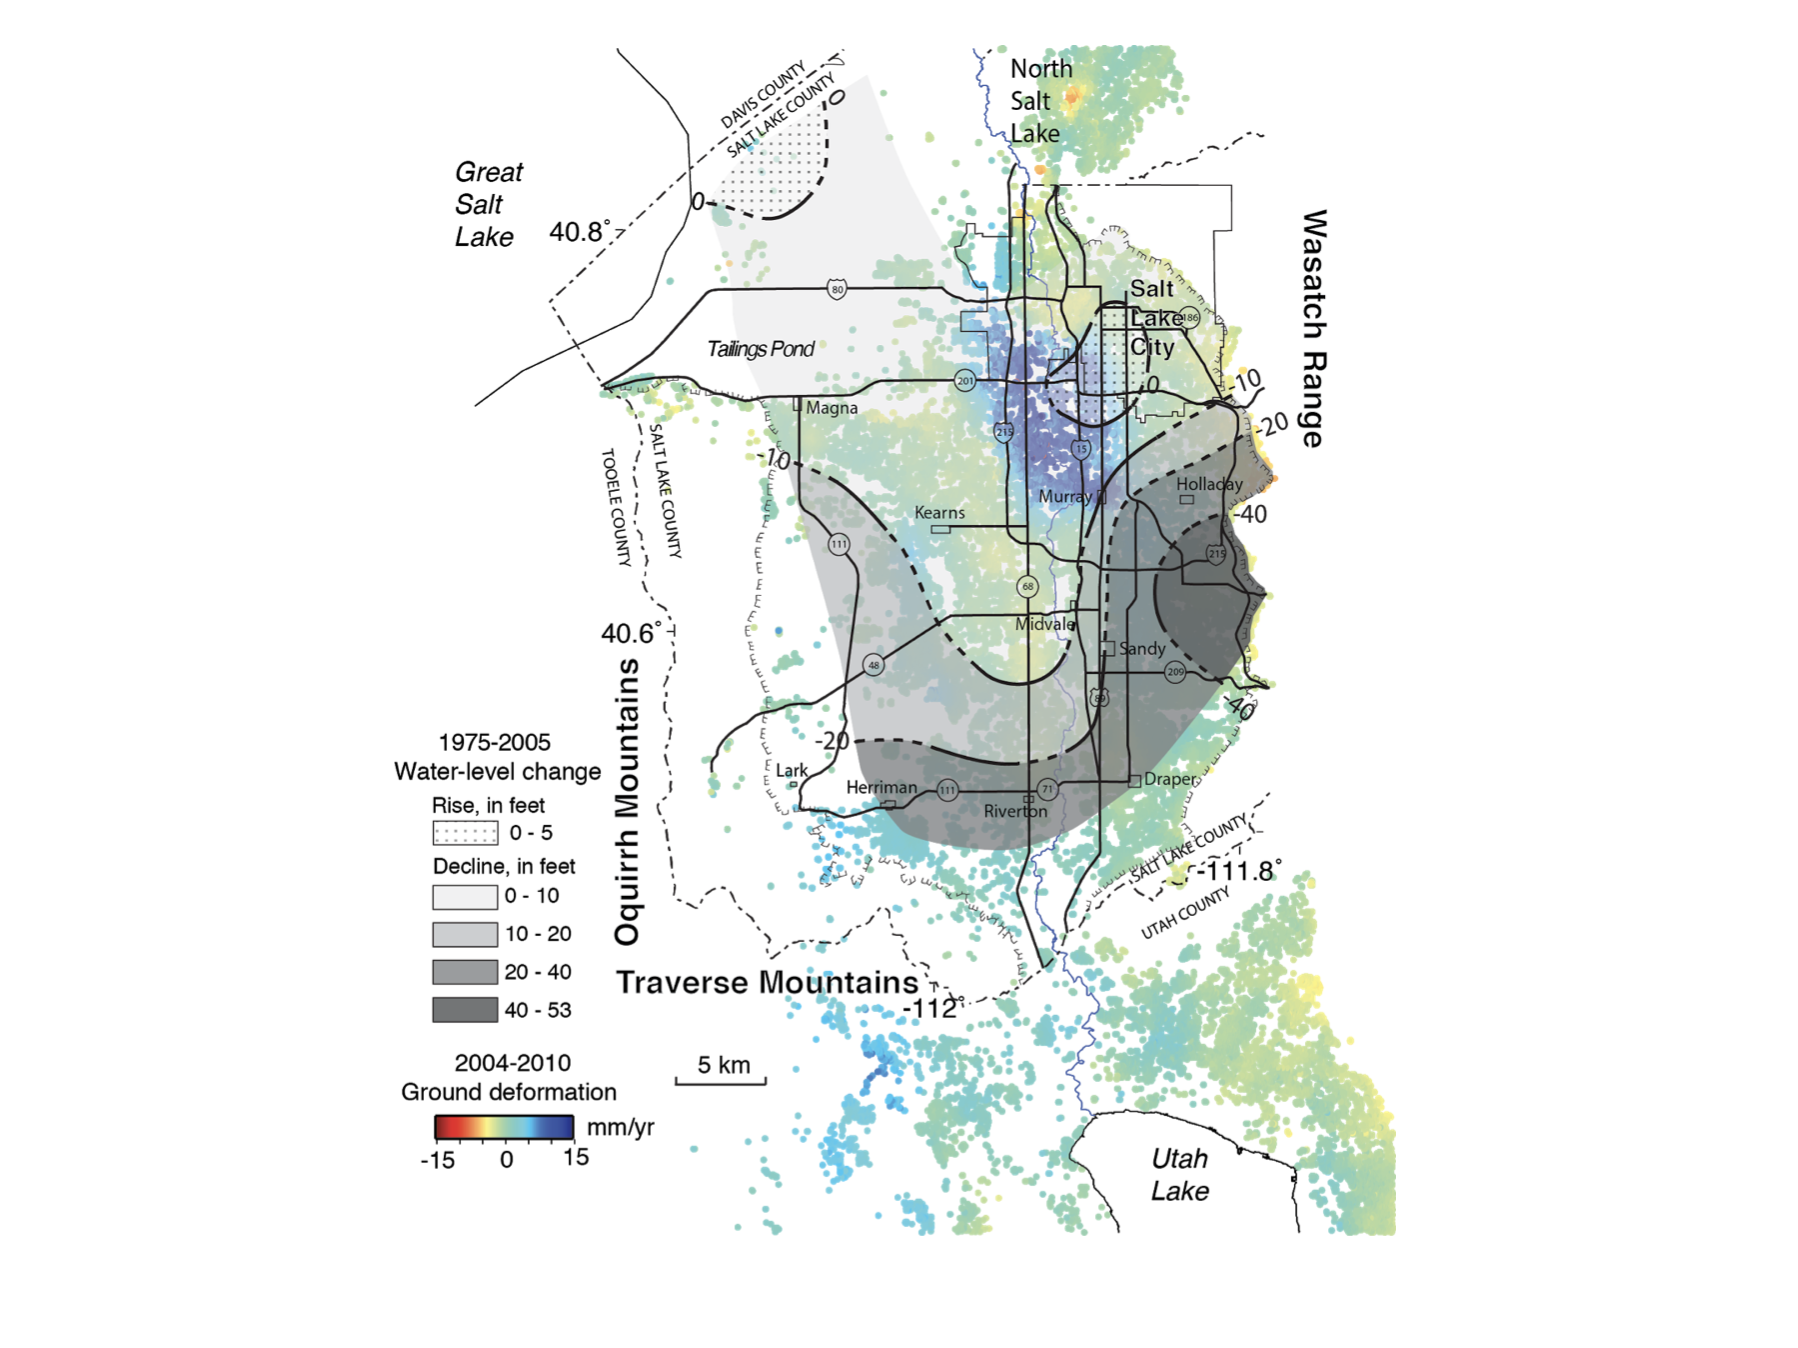 North
Salt
Lake
DAVIS COUNTY
SALT LAKE COUNTY
0
Great
Salt
Lake
40.8°
0
Wasatch Range
80
Salt
Lake
City
186
Tailings Pond
201
0
-10
Magna
-20
215
15
SALT LAKE COUNTY
TOOELE COUNTY
-10
Murray
Holladay
-40
Kearns
111
215
68
40.6°
Midvale
Sandy
48
209
89
-40
Oquirrh Mountains
-20
1975-2005
Water-level change
Rise, in feet
0 - 5
Decline, in feet
0 - 10
10 - 20
20 - 40
40 - 53
Lark
Herriman
111
71
Riverton
Draper
SALT LAKE COUNTY
-111.8°
UTAH COUNTY
Traverse Mountains
-112°
2004-2010
Ground deformation
mm/yr
-15
0
15
5 km
Utah
Lake